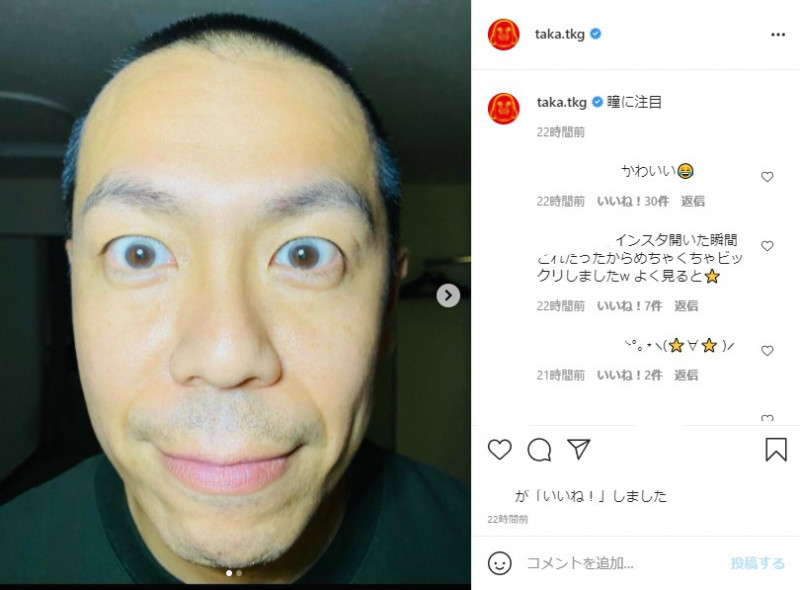 taka.tkg
taka.tkg 瞳に注目
22時間前
かわいい😂
22時間前 いいね！30件 返信
インスタ開いた瞬間
これだったからめちゃくちゃビッ
クリしましたw よく見ると⭐
22時間前 いいね！7件 返信
⭐∀⭐
21時間前 いいね！2件 返信
が「いいね！」しました
22時間前
コメントを追加...
投稿する